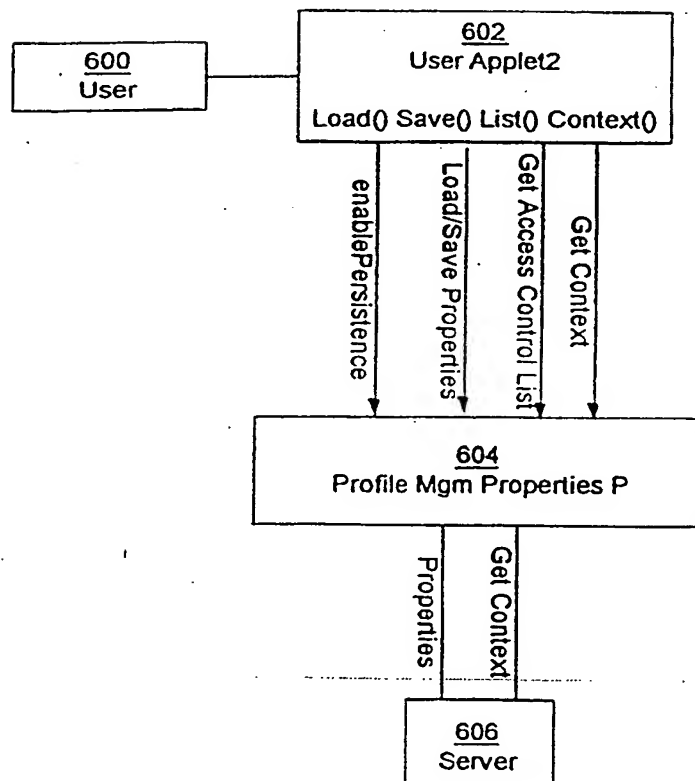 600
User
602
User Applet2
Load() Save() List() Context()
enablePersistence
Load/Save Properties
Get Access Control List
Get Context
604
Profile Mgm Properties P
Properties
Get Context
606
Server